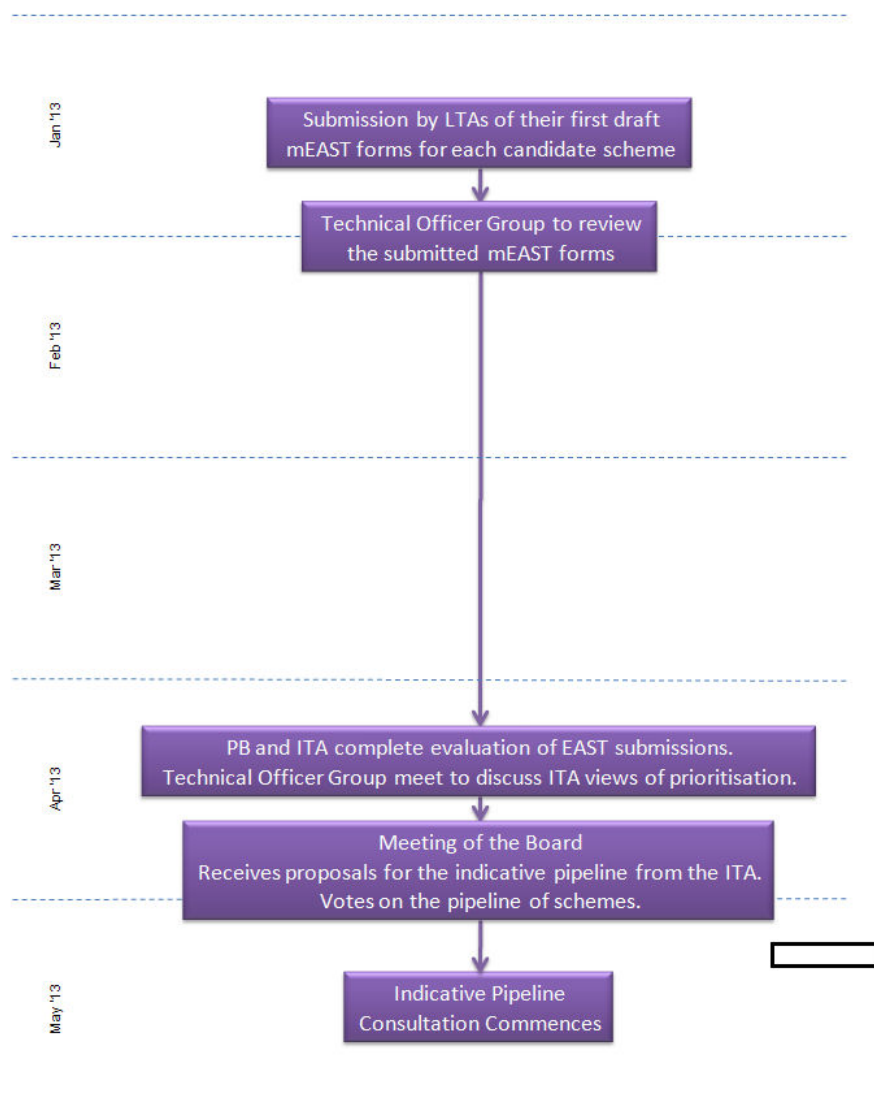 Jan '13
Submission by LTAs of their first draft
mEAST forms for each candidate scheme
Technical Officer Group to review
the submitted mEAST forms
Feb '13
Mar '13
Apr '13
PB and ITA complete evaluation of EAST submissions.
Technical Officer Group meet to discuss ITA views of prioritisation.
Meeting of the Board
Receives proposals for the indicative pipeline from the ITA.
Votes on the pipeline of schemes.
May '13
Indicative Pipeline
Consultation Commences